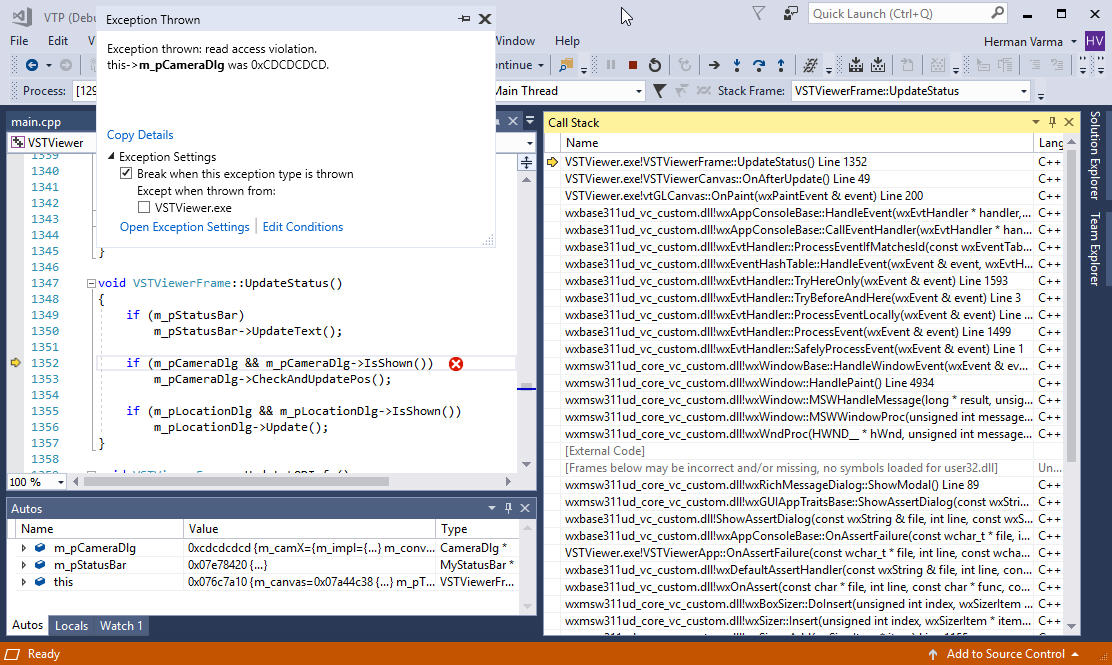 VTP (Debu
Quick Launch (Ctrl+Q)
File Edit V
Window Help
Herman Varma HV
ontinue
Process: [129
Main Thread
Stack Frame: VSTViewerFrame::UpdateStatus
Exception Thrown
Exception thrown: read access violation.
this->m_pCameraDlg was 0xCDCDCDCD.
Copy Details
Exception Settings
Break when this exception type is thrown
Except when thrown from:
VSTViewer.exe
Open Exception Settings Edit Conditions
main.cpp
VSTViewer
1339
1340
1341
1342
1343
1344
1345 }
1346
1347 void VSTViewerFrame::UpdateStatus()
1348 {
1349 if (m_pStatusBar)
1350 m_pStatusBar->UpdateText();
1351
1352 if (m_pCameraDlg && m_pCameraDlg->IsShown())
1353 m_pCameraDlg->CheckAndUpdatePos();
1354
1355 if (m_pLocationDlg && m_pLocationDlg->IsShown())
1356 m_pLocationDlg->Update();
1357 }
1358
100 %
Autos
Name Value Type
m_pCameraDlg 0xcdcdcdcd {m_camX={m_impl={...} m_conv... CameraDlg *
m_pStatusBar 0x07e78420 {...} MyStatusBar *
this 0x076c7a10 {m_canvas=0x07a44c38 {...} m_pT... VSTViewerFr...
Autos Locals Watch 1
Call Stack
Name Lang
VSTViewer.exe!VSTViewerFrame::UpdateStatus() Line 1352 C++
VSTViewer.exe!VSTViewerCanvas::OnAfterUpdate() Line 49 C++
VSTViewer.exe!vtGLCanvas::OnPaint(wxPaintEvent & event) Line 200 C++
wxbase311ud_vc_custom.dll!wxAppConsoleBase::HandleEvent(wxEvtHandler * handler,... C++
wxbase311ud_vc_custom.dll!wxAppConsoleBase::CallEventHandler(wxEvtHandler * han... C++
wxbase311ud_vc_custom.dll!wxEvtHandler::ProcessEventIfMatchesId(const wxEventTab... C++
wxbase311ud_vc_custom.dll!wxEventHashTable::HandleEvent(wxEvent & event, wxEvtH... C++
wxbase311ud_vc_custom.dll!wxEvtHandler::TryHereOnly(wxEvent & event) Line 1593 C++
wxbase311ud_vc_custom.dll!wxEvtHandler::TryBeforeAndHere(wxEvent & event) Line 3 C++
wxbase311ud_vc_custom.dll!wxEvtHandler::ProcessEventLocally(wxEvent & event) Line ... C++
wxbase311ud_vc_custom.dll!wxEvtHandler::ProcessEvent(wxEvent & event) Line 1499 C++
wxbase311ud_vc_custom.dll!wxEvtHandler::SafelyProcessEvent(wxEvent & event) Line 1 C++
wxmsw311ud_core_vc_custom.dll!wxWindowBase::HandleWindowEvent(wxEvent & ev... C++
wxmsw311ud_core_vc_custom.dll!wxWindow::HandlePaint() Line 4934 C++
wxmsw311ud_core_vc_custom.dll!wxWindow::MSWHandleMessage(long * result, unsig... C++
wxmsw311ud_core_vc_custom.dll!wxWindow::MSWWindowProc(unsigned int message... C++
wxmsw311ud_core_vc_custom.dll!wxWndProc(HWND__ * hWnd, unsigned int message... C++
[External Code]
[Frames below may be incorrect and/or missing, no symbols loaded for user32.dll] Un...
wxmsw311ud_core_vc_custom.dll!wxRichMessageDialog::ShowModal() Line 89 C++
wxmsw311ud_core_vc_custom.dll!wxGUIAppTraitsBase::ShowAssertDialog(const wxStri... C++
wxbase311ud_vc_custom.dll!ShowAssertDialog(const wxString & file, int line, const wxS... C++
wxbase311ud_vc_custom.dll!wxAppConsoleBase::OnAssertFailure(const wchar_t * file, i... C++
VSTViewer.exe!VSTViewerApp::OnAssertFailure(const wchar_t * file, int line, const wcha... C++
wxbase311ud_vc_custom.dll!wxDefaultAssertHandler(const wxString & file, int line, con... C++
wxbase311ud_vc_custom.dll!wxOnAssert(const char * file, int line, const char * func, co... C++
wxmsw311ud_core_vc_custom.dll!wxBoxSizer::DoInsert(unsigned int index, wxSizerItem ... C++
wxmsw311ud_core_vc_custom.dll!wxSizer::Insert(unsigned int index, wxSizerItem * item... C++
Solution Explorer
Team Explorer
Ready
Add to Source Control